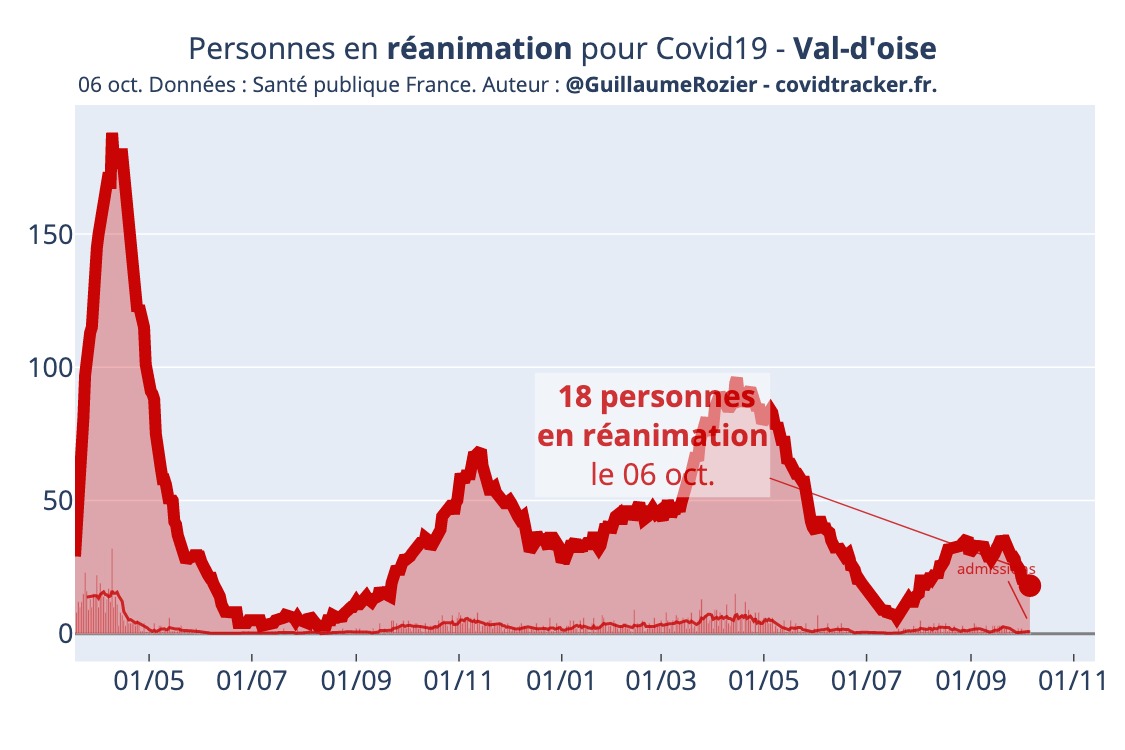 Personnes en réanimation pour Covid19 - Val-d'oise
06 oct. Données : Santé publique France. Auteur : @GuillaumeRozier - covidtracker.fr.
150
100
50
0
18 personnes
en réanimation
le 06 oct.
admissions
01/05 01/07 01/09 01/11 01/01 01/03 01/05 01/07 01/09 01/11